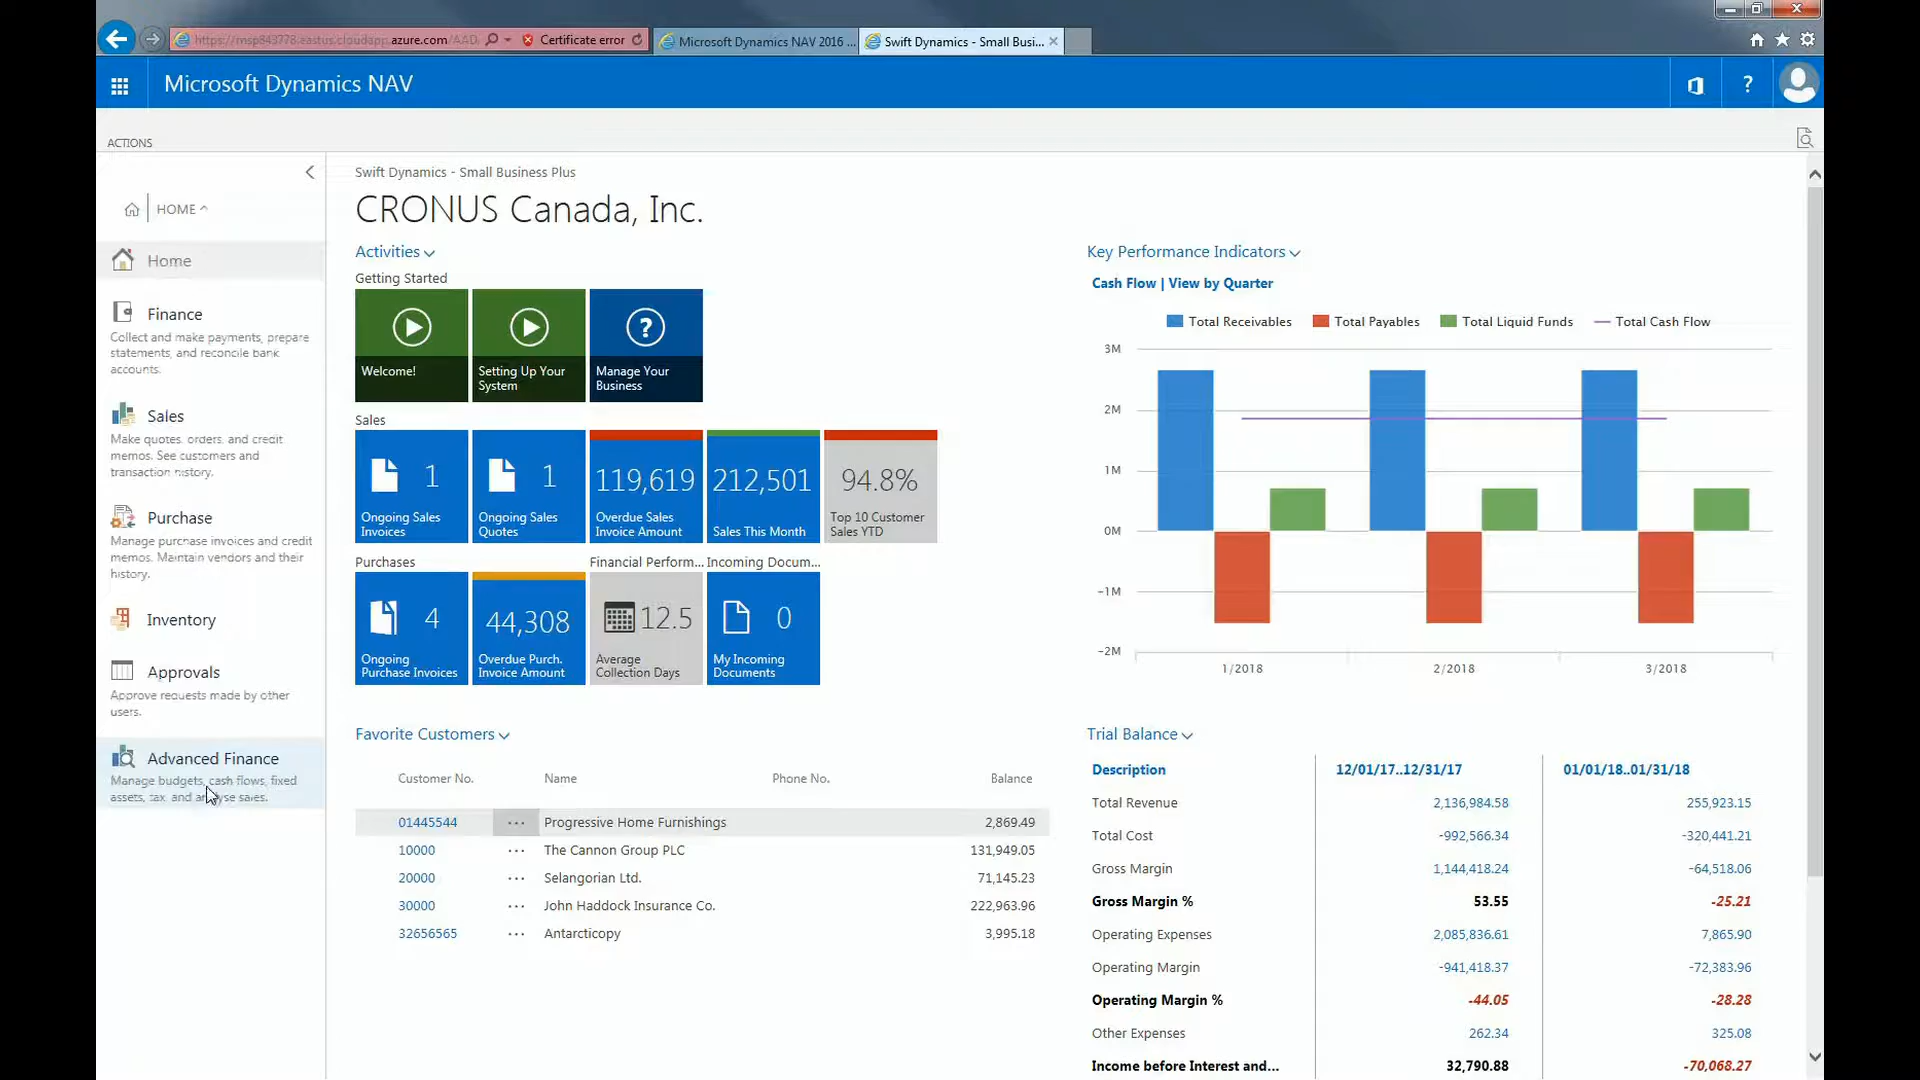 https://msp843778.eastus.cloudapp.azure.com/AAD
Certificate error
Microsoft Dynamics NAV 2016 ...
Swift Dynamics - Small Busi...
Microsoft Dynamics NAV
?
ACTIONS
HOME
Home
Finance
Collect and make payments, prepare
statements, and reconcile bank
accounts.
Sales
Make quotes, orders, and credit
memos. See customers and
transaction history.
Purchase
Manage purchase invoices and credit
memos. Maintain vendors and their
history.
Inventory
Approvals
Approve requests made by other
users.
Advanced Finance
Manage budgets, cash flows, fixed
assets, tax, and analyse sales.
Swift Dynamics - Small Business Plus
CRONUS Canada, Inc.
Activities
Getting Started
Welcome!
Setting Up Your
System
?
Manage Your
Business
Sales
1
Ongoing Sales
Invoices
1
Ongoing Sales
Quotes
119,619
Overdue Sales
Invoice Amount
212,501
Sales This Month
94.8%
Top 10 Customer
Sales YTD
Purchases
Financial Perform...
Incoming Docum...
4
Ongoing
Purchase Invoices
44,308
Overdue Purch.
Invoice Amount
12.5
Average
Collection Days
0
My Incoming
Documents
Favorite Customers
Customer No. Name Phone No. Balance
01445544 ... Progressive Home Furnishings 2,869.49
10000 ... The Cannon Group PLC 131,949.05
20000 ... Selangorian Ltd. 71,145.23
30000 ... John Haddock Insurance Co. 222,963.96
32656565 ... Antarcticopy 3,995.18
Key Performance Indicators
Cash Flow | View by Quarter
Total Receivables Total Payables Total Liquid Funds Total Cash Flow
3M
2M
1M
0M
-1M
-2M
1/2018 2/2018 3/2018
Trial Balance
Description 12/01/17..12/31/17 01/01/18..01/31/18
Total Revenue 2,136,984.58 255,923.15
Total Cost -992,566.34 -320,441.21
Gross Margin 1,144,418.24 -64,518.06
Gross Margin % 53.55 -25.21
Operating Expenses 2,085,836.61 7,865.90
Operating Margin -941,418.37 -72,383.96
Operating Margin % -44.05 -28.28
Other Expenses 262.34 325.08
Income before Interest and... 32,790.88 -70,068.27